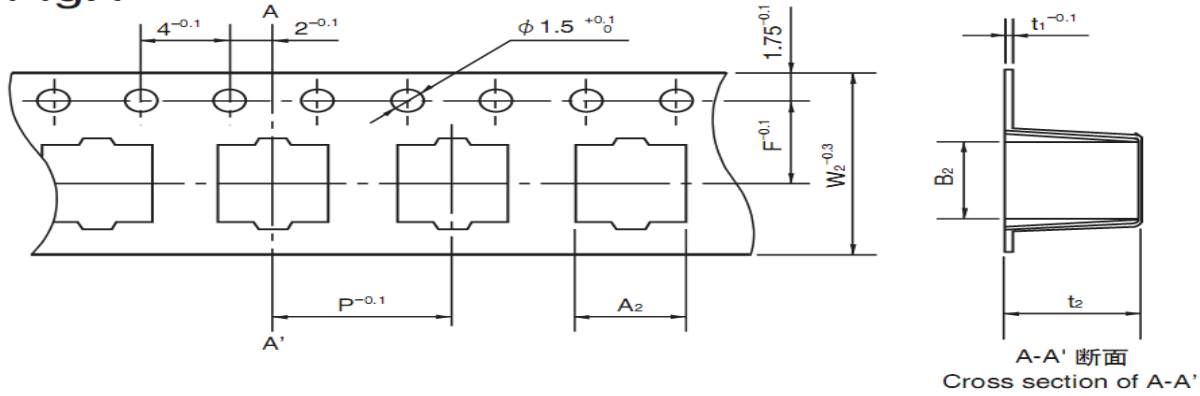 A
4-0.1
2-0.1
φ 1.5 +0.1 0
1.75-0.1
t1-0.1
F-0.1
W2-0.3
B2
P-0.1
A2
t2
A'
A-A' 断面
Cross section of A-A'